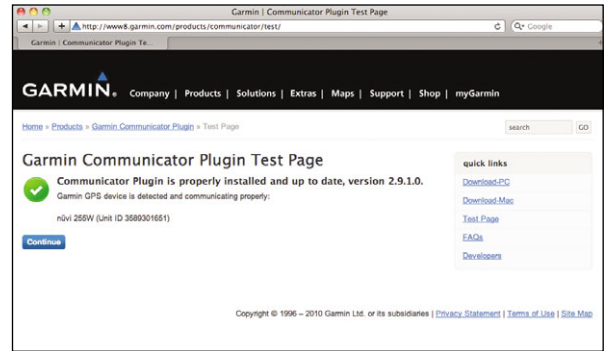 Garmin | Communicator Plugin Test Page
http://www8.garmin.com/products/communicator/test/
Google
Garmin | Communicator Plugin Te...
GARMIN. Company | Products | Solutions | Extras | Maps | Support | Shop | myGarmin
Home » Products » Garmin Communicator Plugin » Test Page
search GO
Garmin Communicator Plugin Test Page
Communicator Plugin is properly installed and up to date, version 2.9.1.0.
Garmin GPS device is detected and communicating properly:
nüvi 255W (Unit ID 3589301651)
Continue
quick links
Download-PC
Download-Mac
Test Page
FAQs
Developers
Copyright © 1996 – 2010 Garmin Ltd. or its subsidiaries | Privacy Statement | Terms of Use | Site Map